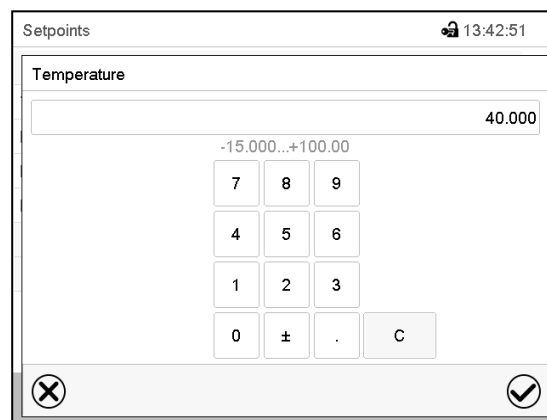 Setpoints 13:42:51
Temperature
40.000
-15.000...+100.00
7 8 9
4 5 6
1 2 3
0 ± . C